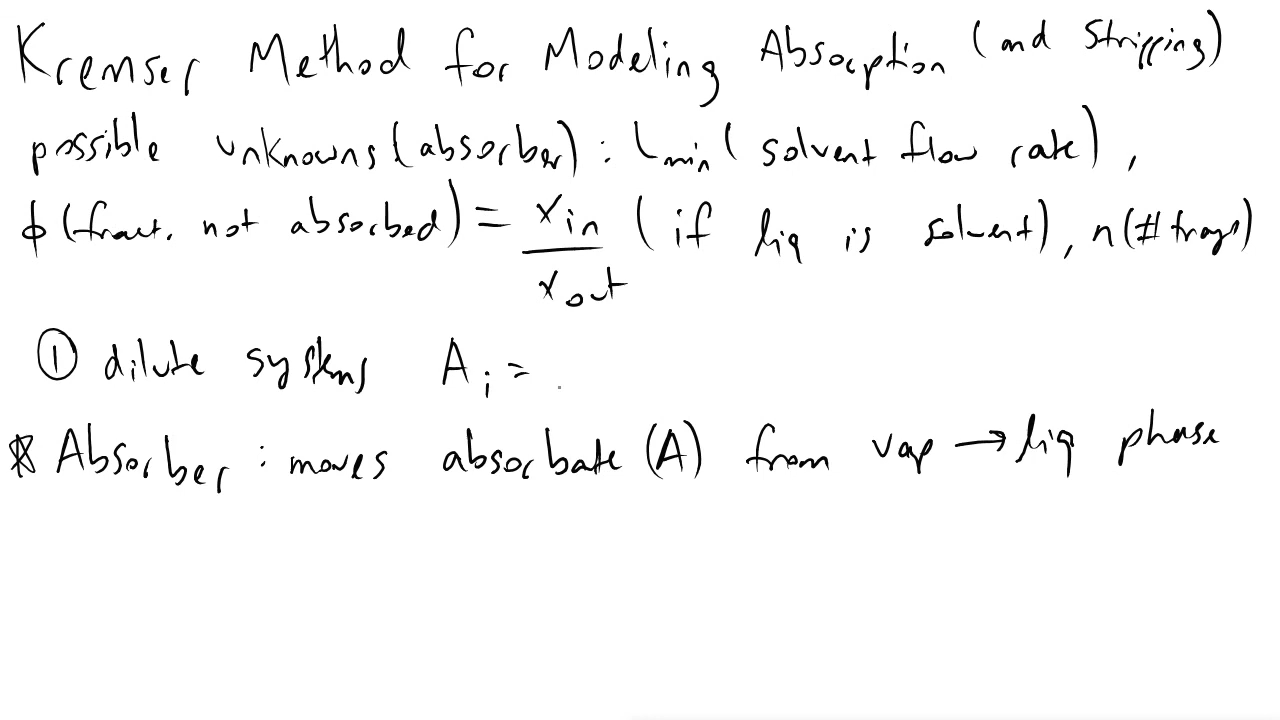 Kremser Method for Modeling Absorption (and Stripping)
possible unknowns (absorber) : Lmin ( solvent flow rate) ,
ϕ (fract. not absorbed) = xin / xout ( if liq is solvent) , n (# trays)
① dilute systems Ai =
* Absorber : moves absorbate (A) from vap → liq phase